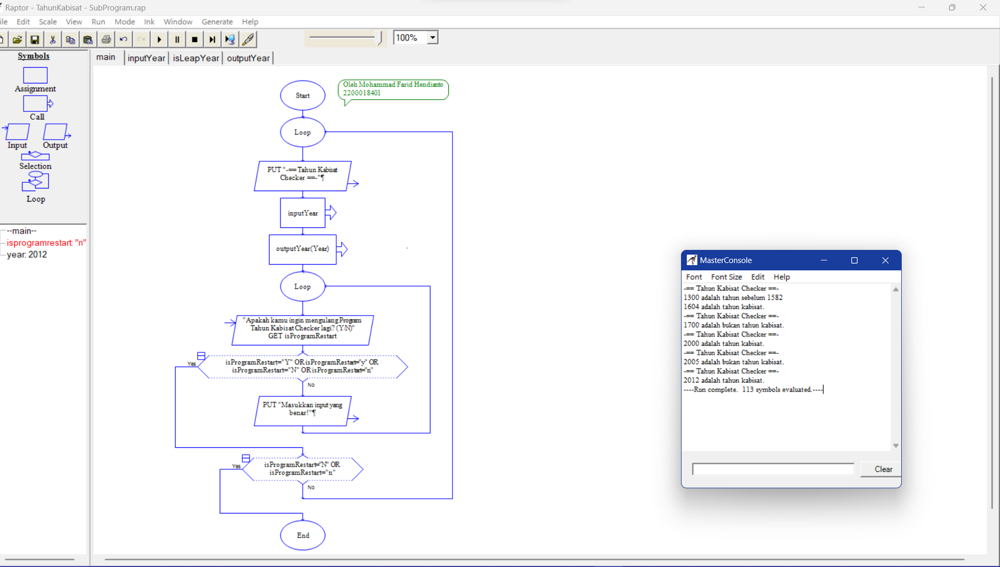 Raptor - TahunKabisat - SubProgram.rap
ile Edit Scale View Run Mode Ink Window Generate Help
100%
Symbols
Assignment
Call
Input Output
Selection
Loop
--main--
isprogramrestart: "n"
year: 2012
main inputYear isLeapYear outputYear
Oleh Mohammad Farid Hendianto
2200018401
Start
Loop
PUT "-== Tahun Kabisat
Checker ==-"¶
inputYear
outputYear(Year)
Loop
"Apakah kamu ingin mengulang Program
Tahun Kabisat Checker lagi? (Y/N)"
GET isProgramRestart
Yes
isProgramRestart="Y" OR isProgramRestart="y" OR
isProgramRestart="N" OR isProgramRestart="n"
No
PUT "Masukkan input yang
benar!"¶
Yes
isProgramRestart="N" OR
isProgramRestart="n"
No
End
MasterConsole
Font Font Size Edit Help
-== Tahun Kabisat Checker ==-
1300 adalah tahun sebelum 1582
1604 adalah tahun kabisat.
-== Tahun Kabisat Checker ==-
1700 adalah bukan tahun kabisat.
-== Tahun Kabisat Checker ==-
2000 adalah tahun kabisat.
-== Tahun Kabisat Checker ==-
2005 adalah bukan tahun kabisat.
-== Tahun Kabisat Checker ==-
2012 adalah tahun kabisat.
----Run complete.  113 symbols evaluated.----
Clear